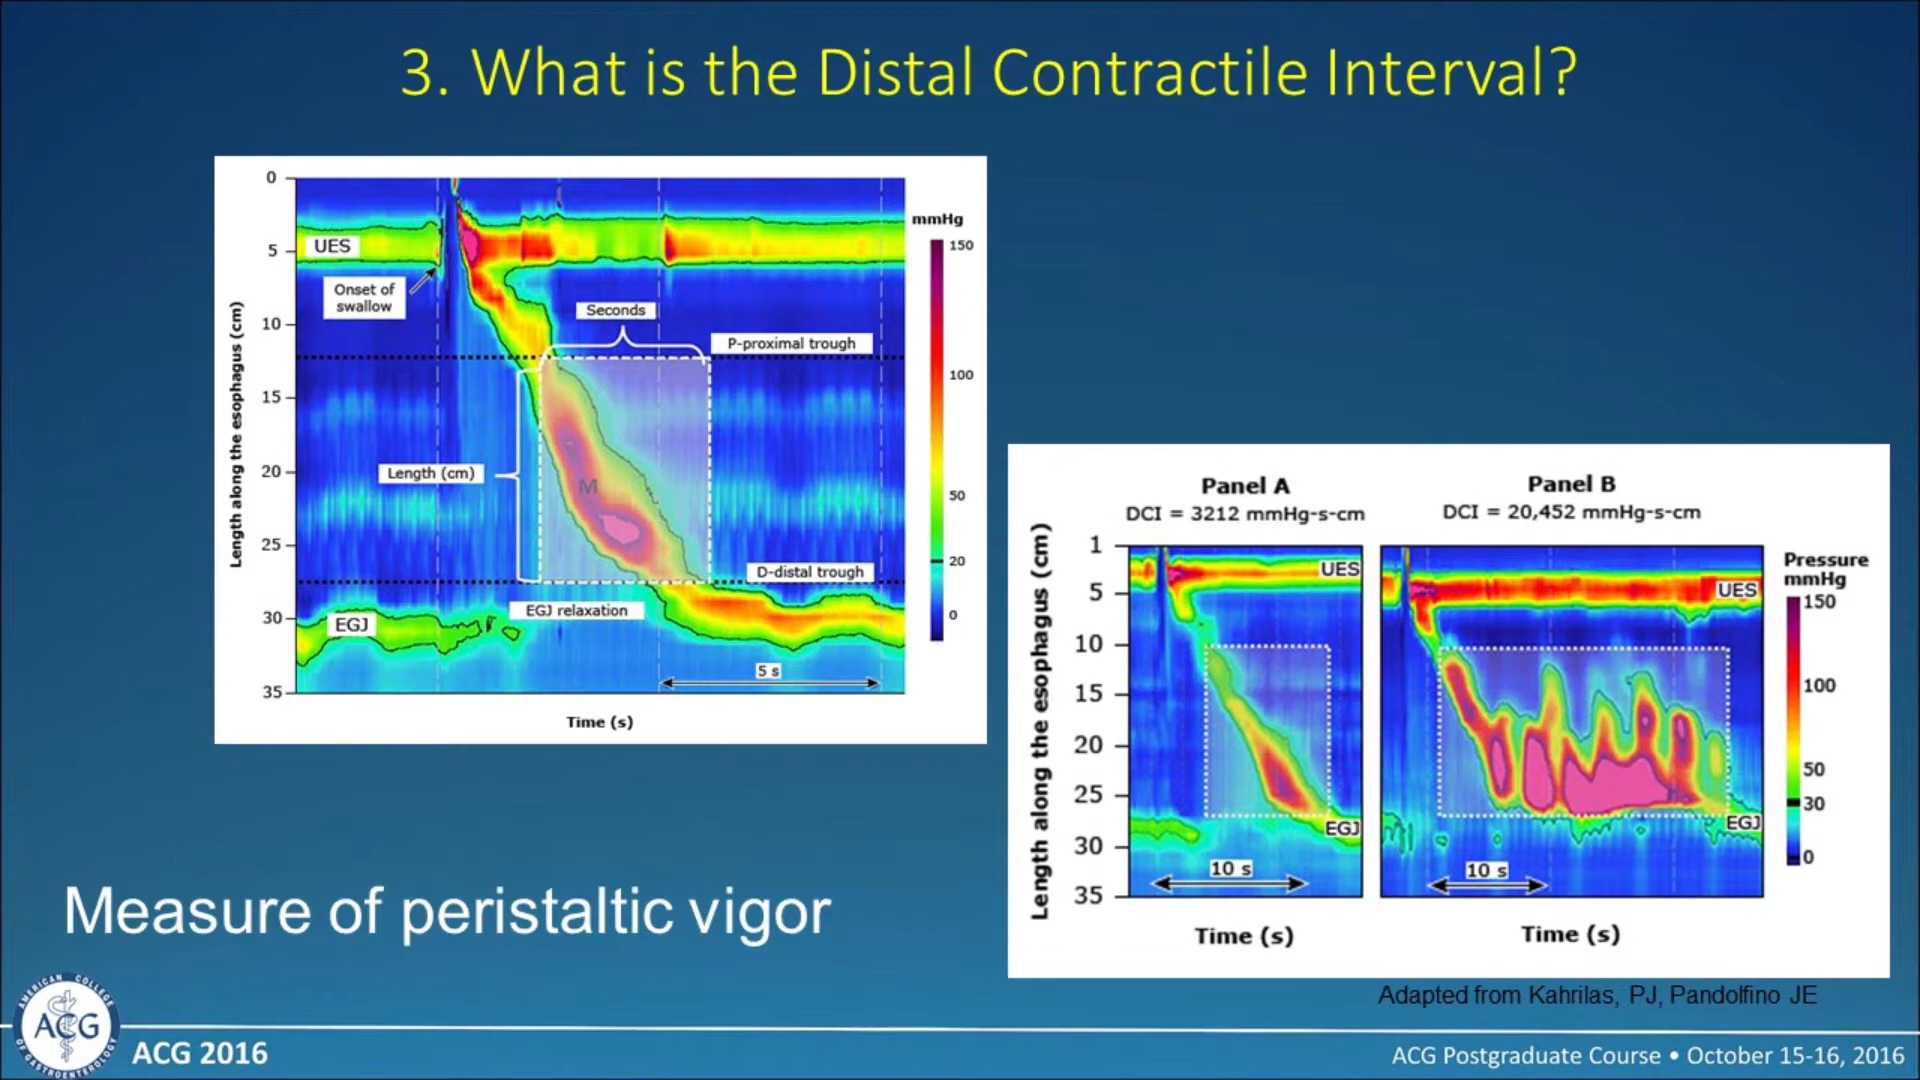 3. What is the Distal Contractile Interval?
0
5
10
15
20
25
30
35
Length along the esophagus (cm)
UES
Onset of
swallow
Seconds
P-proximal trough
Length (cm)
M
D-distal trough
EGJ relaxation
EGJ
5 s
Time (s)
mmHg
150
100
50
20
0
Panel A
DCI = 3212 mmHg-s-cm
Panel B
DCI = 20,452 mmHg-s-cm
Length along the esophagus (cm)
1
5
10
15
20
25
30
35
UES
EGJ
10 s
Time (s)
UES
EGJ
10 s
Time (s)
Pressure
mmHg
150
100
50
30
0
Measure of peristaltic vigor
Adapted from Kahrilas, PJ, Pandolfino JE
AMERICAN COLLEGE
OF GASTROENTEROLOGY
ACG
ACG 2016
ACG Postgraduate Course • October 15-16, 2016